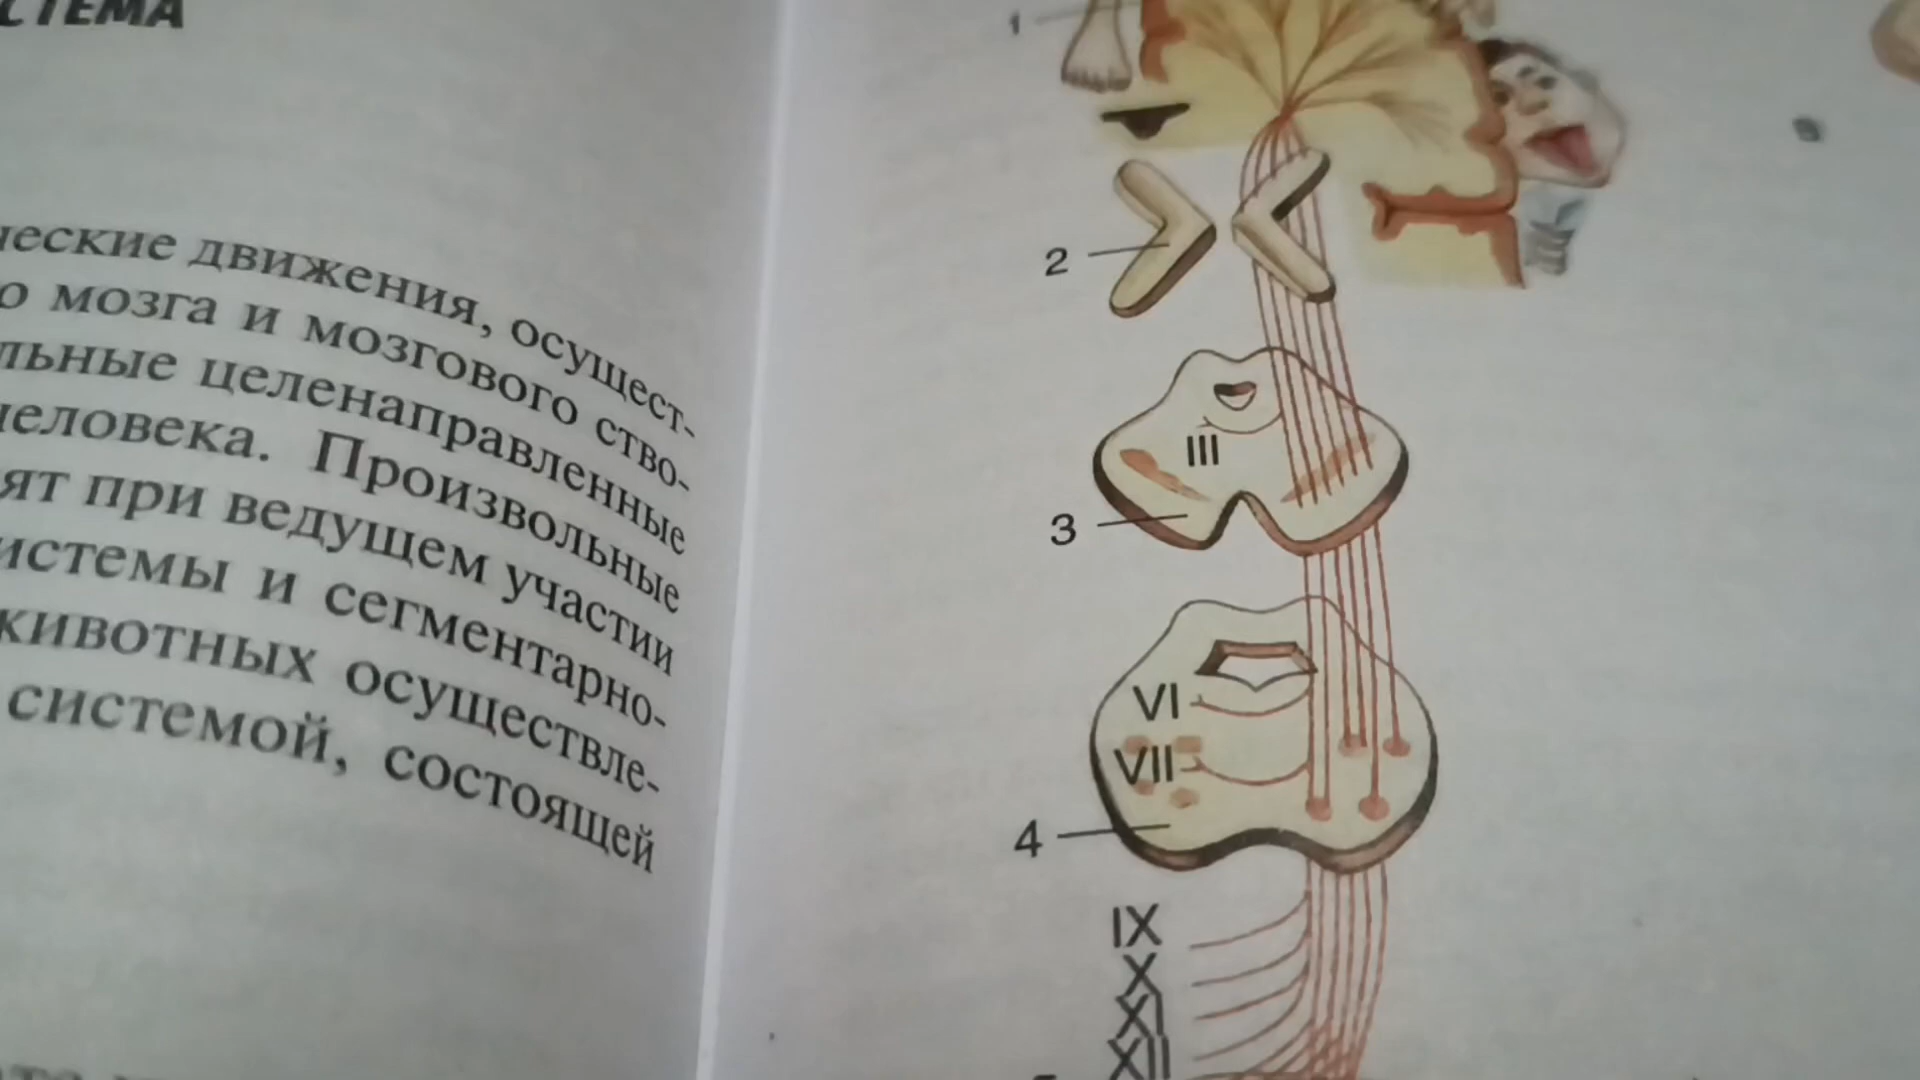 СТЕМА
ческие движения, осущест-
о мозга и мозгового ство-
льные целенаправленные
человека. Произвольные
ят при ведущем участии
истемы и сегментарно-
животных осуществле-
системой, состоящей
1
2
III
3
VI
VII
4
IX
X
XI
XII